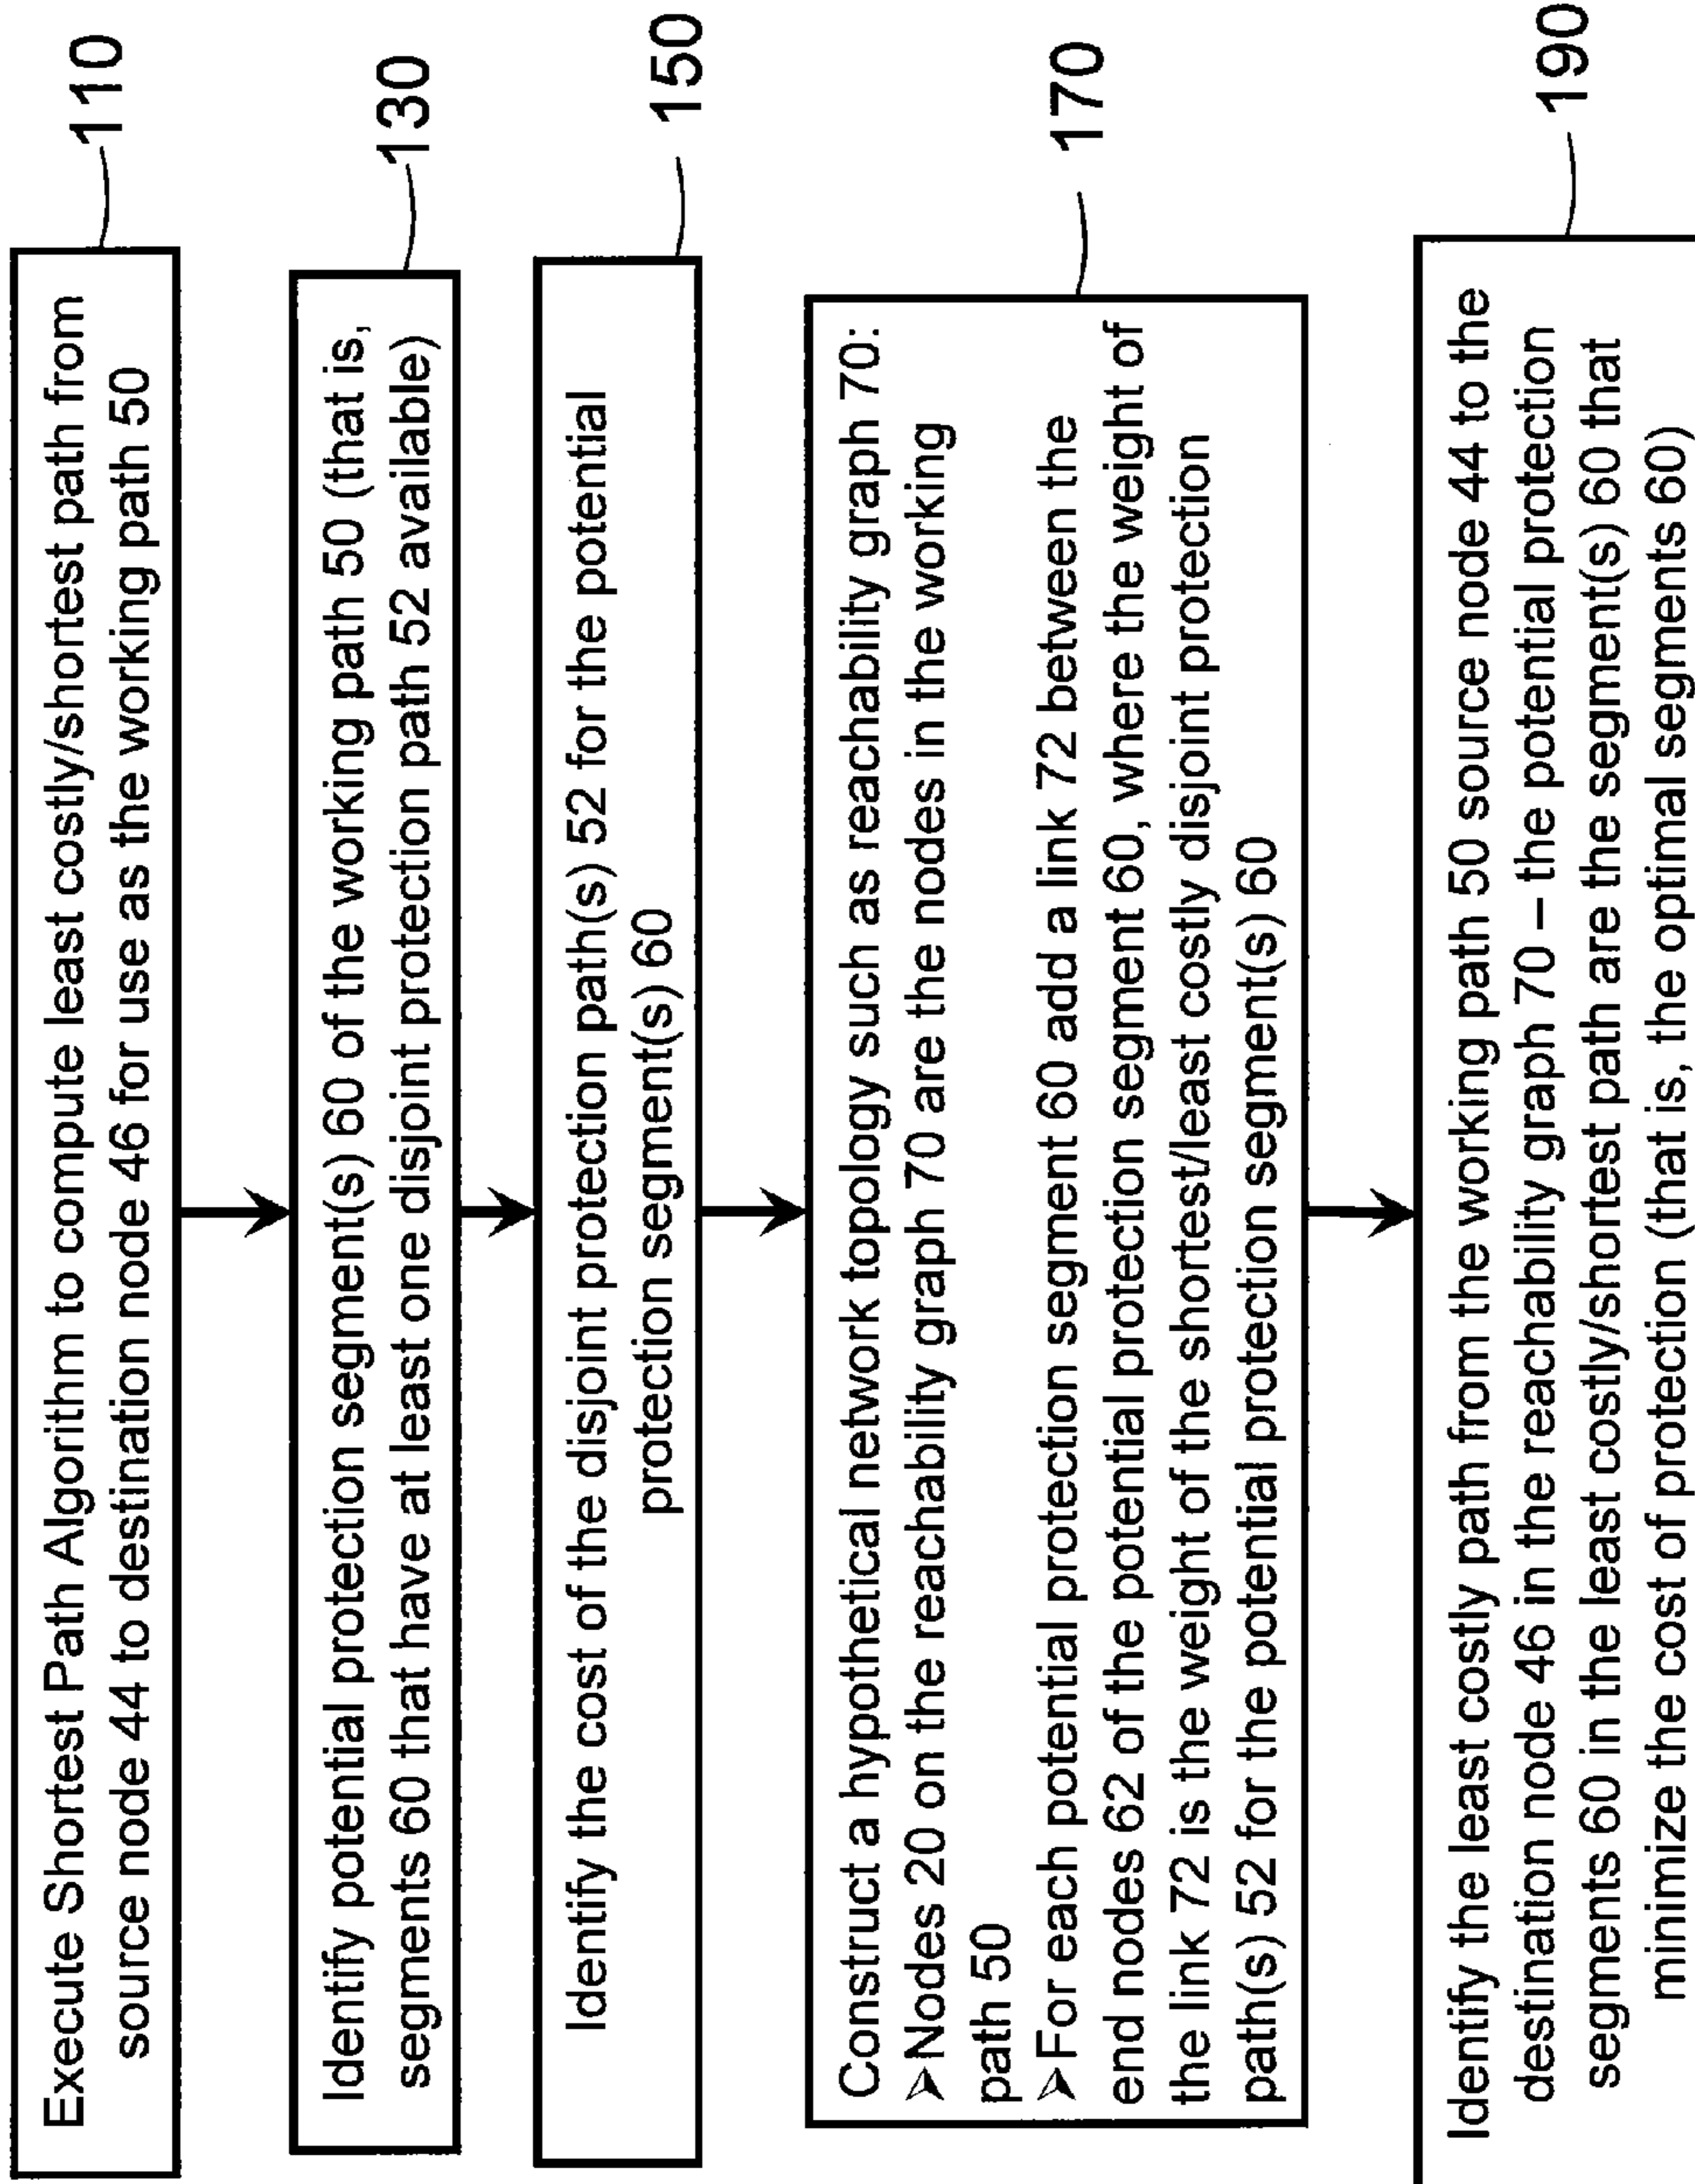 Execute Shortest Path Algorithm to compute least costly/shortest path from
source node 44 to destination node 46 for use as the working path 50
110
Identify potential protection segment(s) 60 of the working path 50 (that is,
segments 60 that have at least one disjoint protection path 52 available)
130
Identify the cost of the disjoint protection path(s) 52 for the potential
protection segment(s) 60
150
Construct a hypothetical network topology such as reachability graph 70:
➢Nodes 20 on the reachability graph 70 are the nodes in the working
path 50
➢For each potential protection segment 60 add a link 72 between the
end nodes 62 of the potential protection segment 60, where the weight of
the link 72 is the weight of the shortest/least costly disjoint protection
path(s) 52 for the potential protection segment(s) 60
170
Identify the least costly path from the working path 50 source node 44 to the
destination node 46 in the reachability graph 70 – the potential protection
segments 60 in the least costly/shortest path are the segment(s) 60 that
minimize the cost of protection (that is, the optimal segments 60)
190